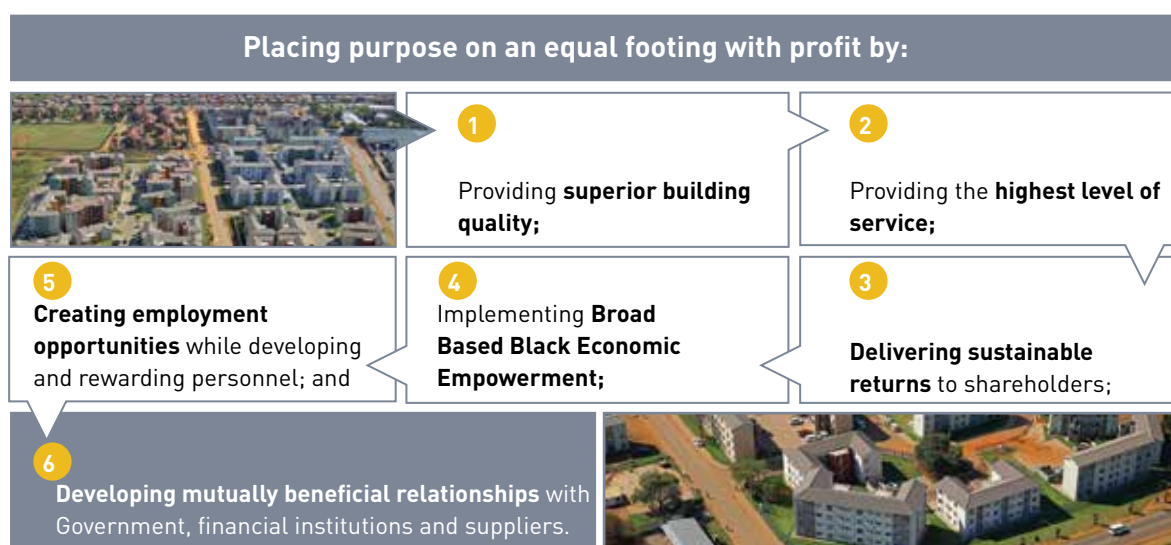 Placing purpose on an equal footing with profit by:
1
Providing superior building
quality;
2
Providing the highest level of
service;
3
Delivering sustainable
returns to shareholders;
4
Implementing Broad
Based Black Economic
Empowerment;
5
Creating employment
opportunities while developing
and rewarding personnel; and
6
Developing mutually beneficial relationships with
Government, financial institutions and suppliers.